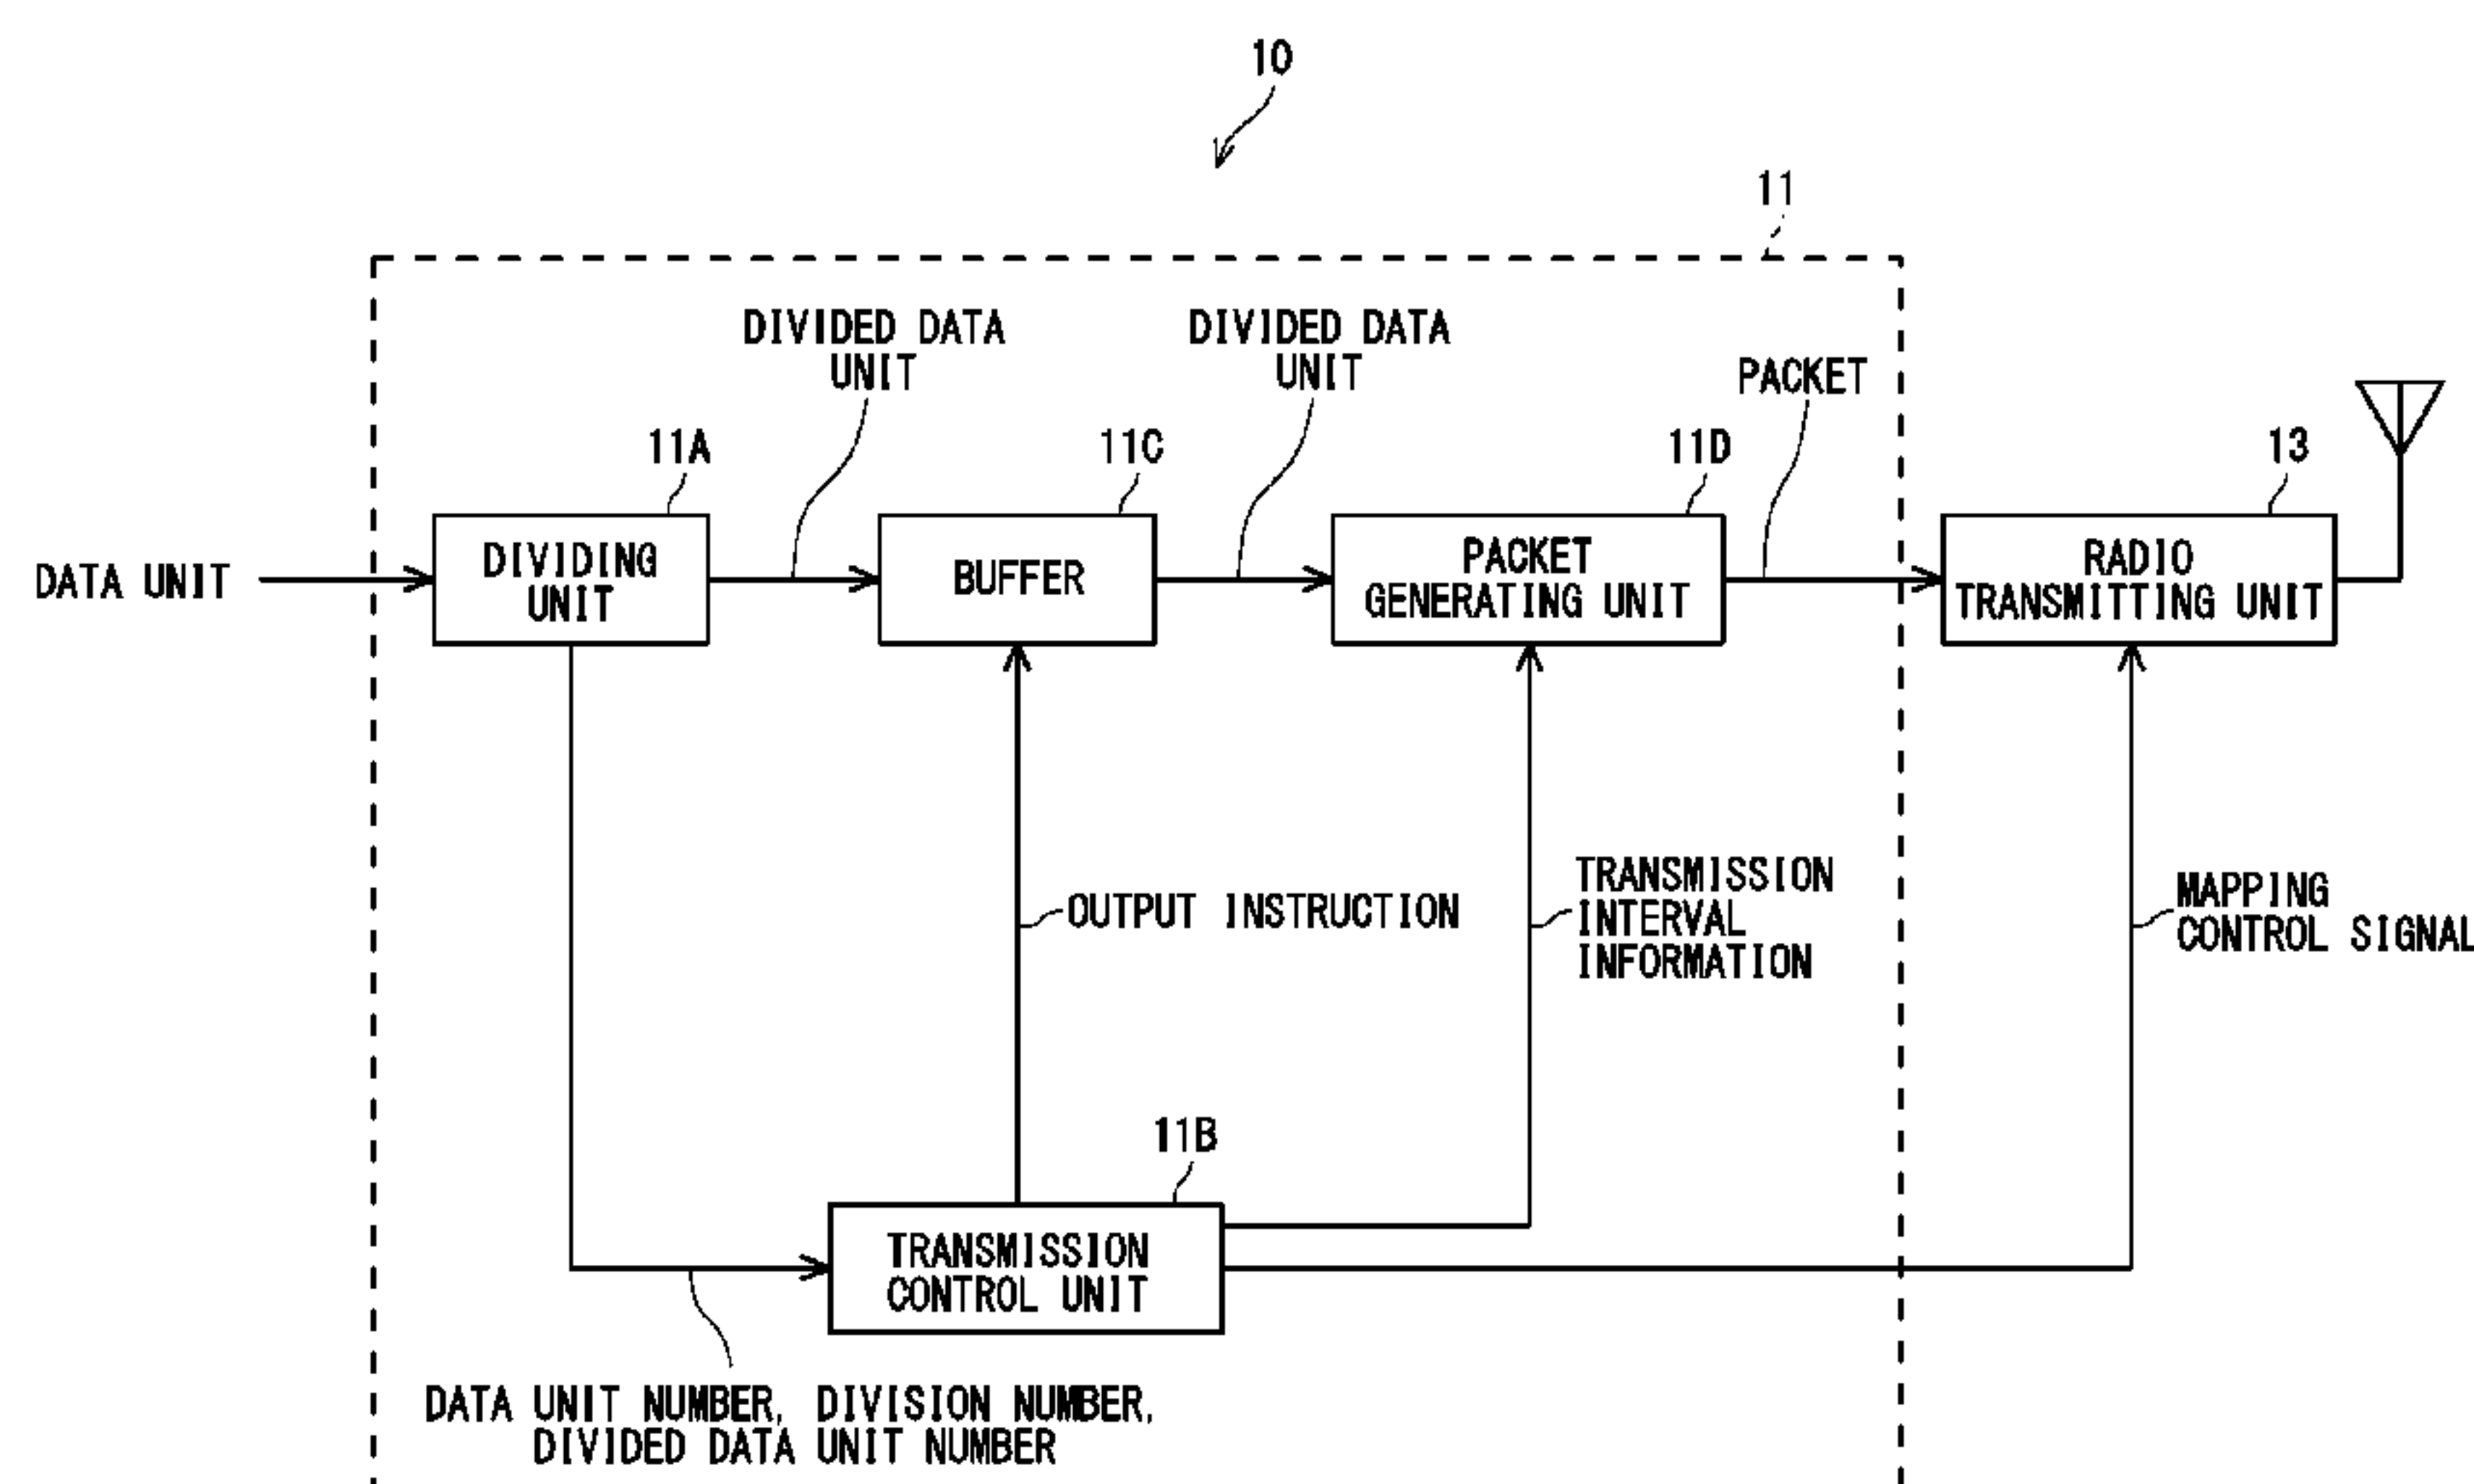 10
11
DIVIDED DATA
UNIT
DIVIDED DATA
UNIT
PACKET
11A
11C
11D
13
DATA UNIT
DIVIDING
UNIT
BUFFER
PACKET
GENERATING UNIT
RADIO
TRANSMITTING UNIT
OUTPUT INSTRUCTION
TRANSMISSION
INTERVAL
INFORMATION
MAPPING
CONTROL SIGNAL
11B
TRANSMISSION
CONTROL UNIT
DATA UNIT NUMBER, DIVISION NUMBER,
DIVIDED DATA UNIT NUMBER